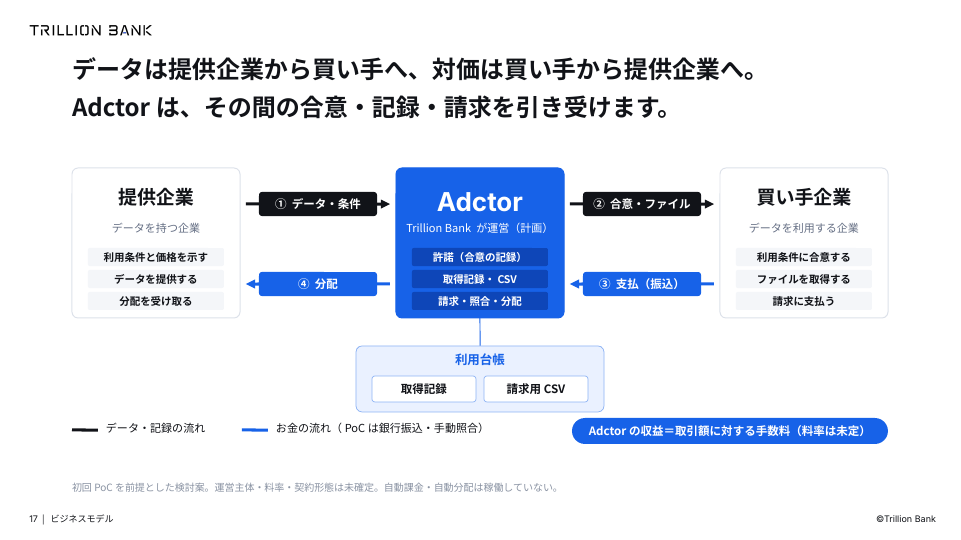 TRILLION BANK
データは提供企業から買い手へ、対価は買い手から提供企業へ。
Adctor は、その間の合意・記録・請求を引き受けます。
提供企業
データを持つ企業
利用条件と価格を示す
データを提供する
分配を受け取る
① データ・条件
④ 分配
Adctor
Trillion Bank が運営（計画）
許諾（合意の記録）
取得記録・ CSV
請求・照合・分配
② 合意・ファイル
③ 支払（振込）
買い手企業
データを利用する企業
利用条件に合意する
ファイルを取得する
請求に支払う
利用台帳
取得記録
請求用 CSV
データ・記録の流れ
お金の流れ（ PoC は銀行振込・手動照合）
Adctor の収益＝取引額に対する手数料（料率は未定）
初回 PoC を前提とした検討案。運営主体・料率・契約形態は未確定。自動課金・自動分配は稼働していない。
17 | ビジネスモデル
©Trillion Bank